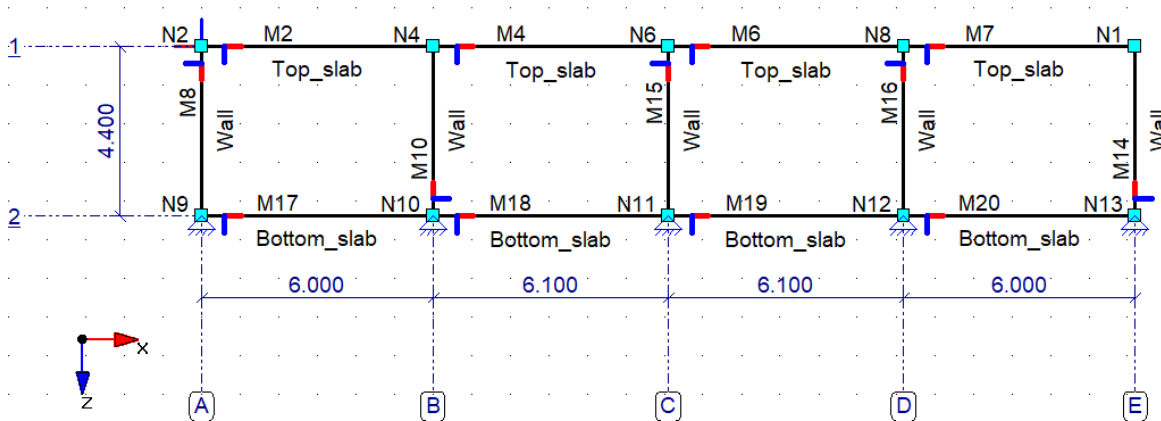 N2 M2 N4 M4 N6 M6 N8 M7 N1
1
Top_slab Top_slab Top_slab Top_slab
4.400
M8 Wall M10 Wall M15 Wall M16 Wall M14 Wall
N9 M17 N10 M18 N11 M19 N12 M20 N13
2
Bottom_slab Bottom_slab Bottom_slab Bottom_slab
6.000 6.100 6.100 6.000
x
z
A B C D E